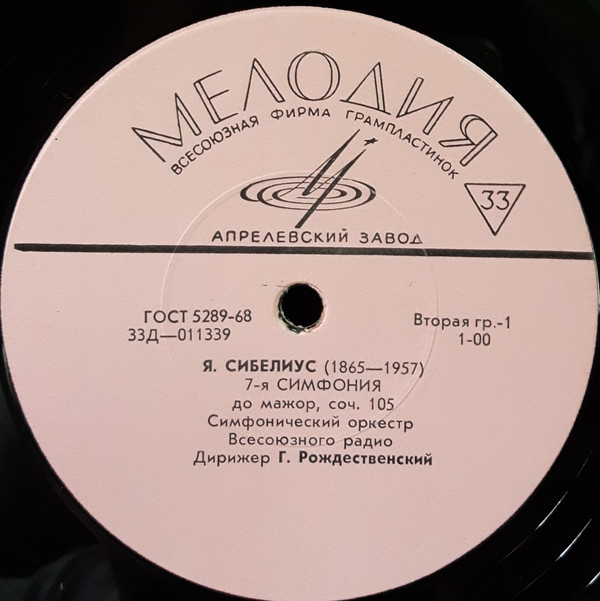 МЕЛОДИЯ
ВСЕСОЮЗНАЯ ФИРМА ГРАМПЛАСТИНОК
33
АПРЕЛЕВСКИЙ ЗАВОД
ГОСТ 5289-68
33Д—011339
Вторая гр.-1
1-00
Я. СИБЕЛИУС (1865—1957)
7-я СИМФОНИЯ
до мажор, соч. 105
Симфонический оркестр
Всесоюзного радио
Дирижер Г. Рождественский